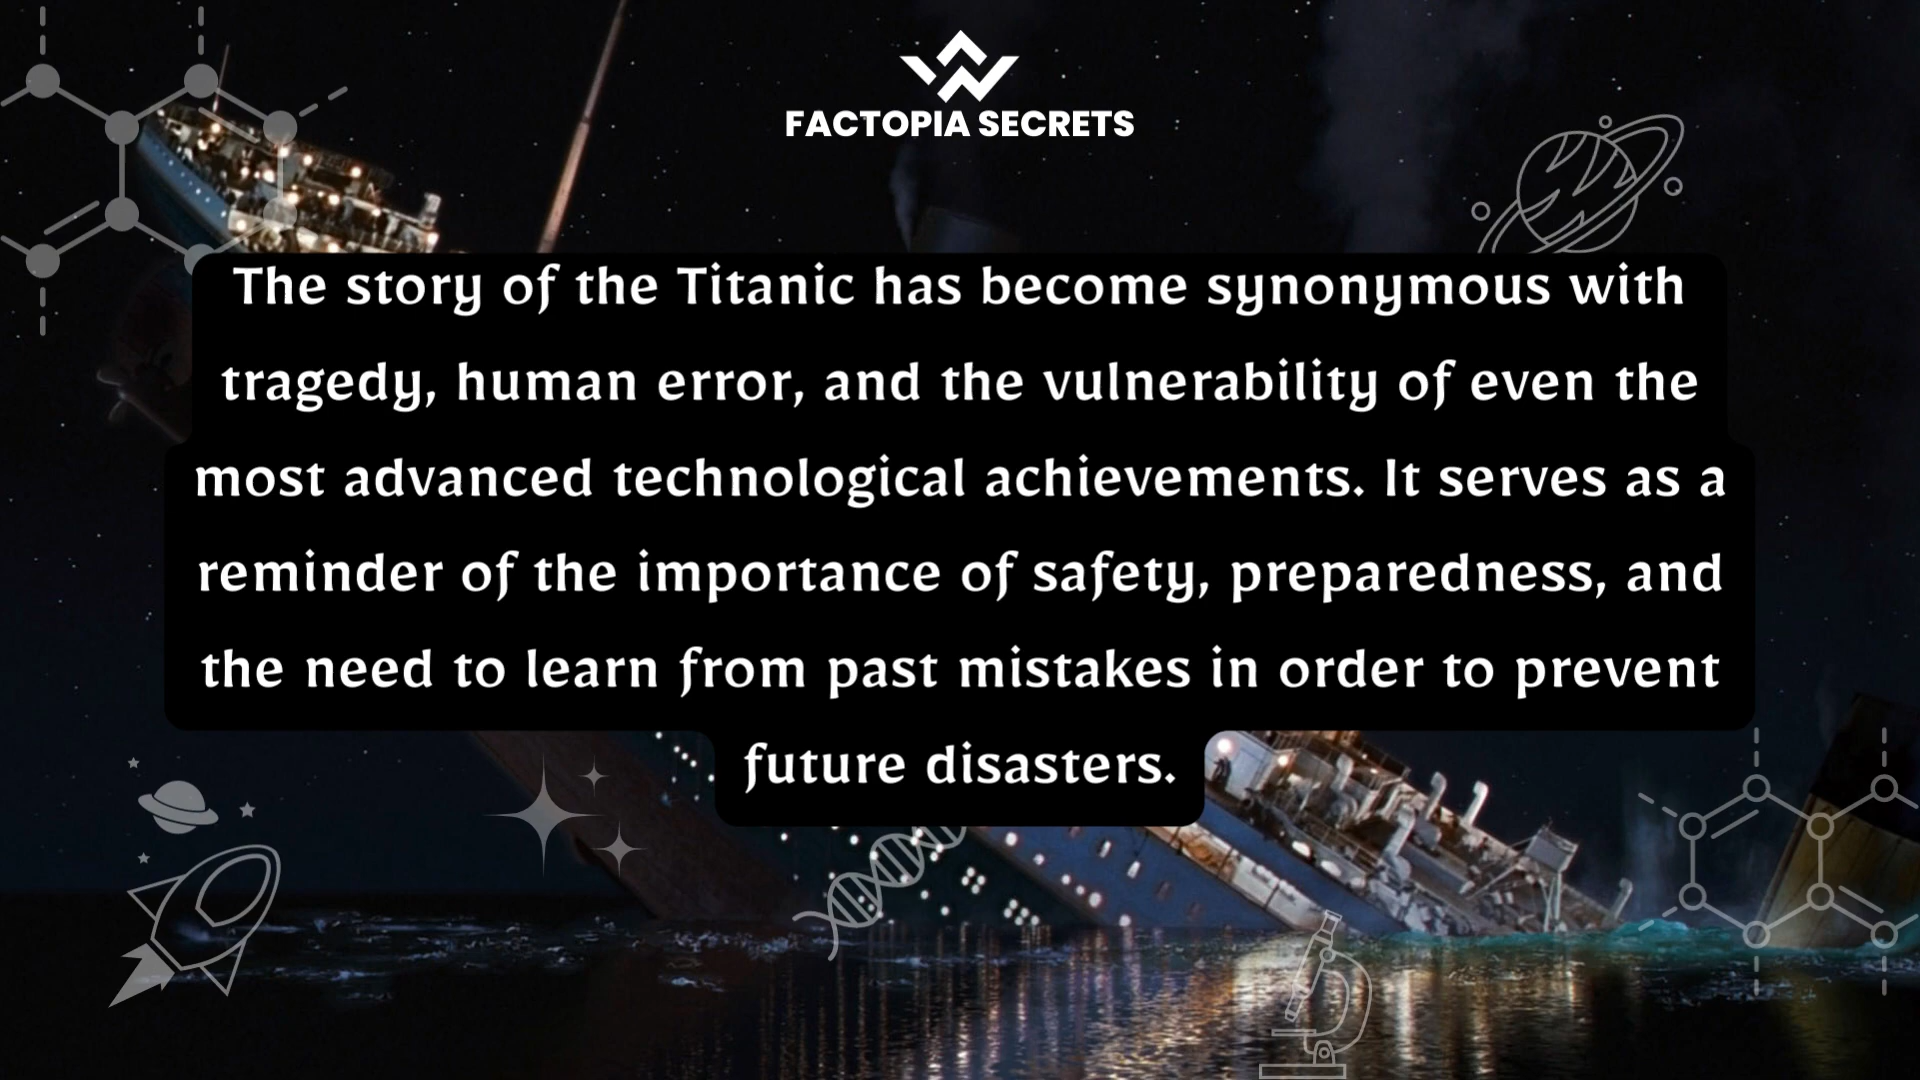 FACTOPIA SECRETS
The story of the Titanic has become synonymous with
tragedy, human error, and the vulnerability of even the
most advanced technological achievements. It serves as a
reminder of the importance of safety, preparedness, and
the need to learn from past mistakes in order to prevent
future disasters.